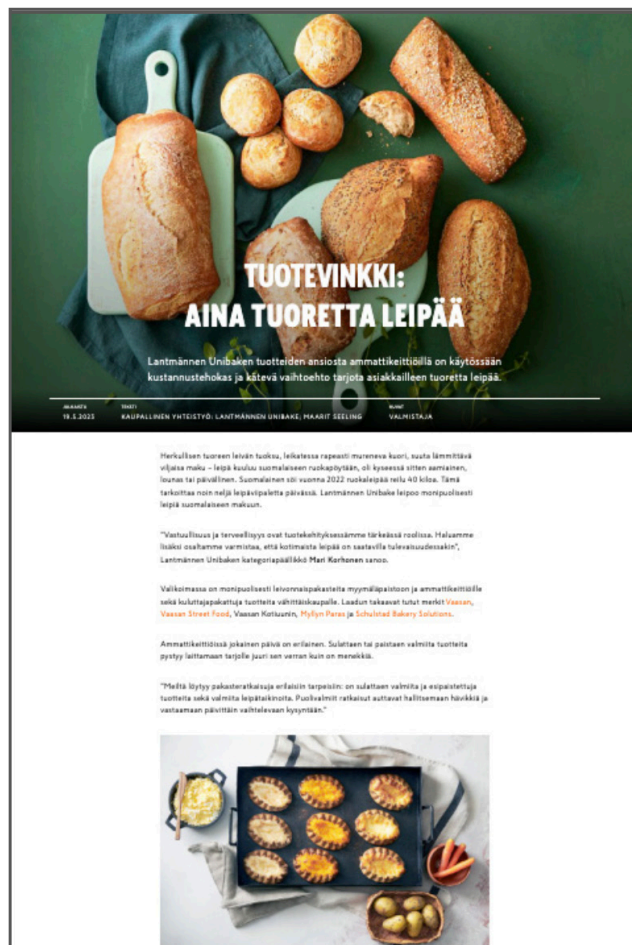 TUOTEVINKKI:
AINA TUORETTA LEIPÄÄ
Lantmännen Unibaken tuotteiden ansiosta ammattikeittiöillä on käytössään
kustannustehokas ja kätevä vaihtoehto tarjota asiakkailleen tuoretta leipää.
JULKAISTU TEKSTI KUVAT
19.5.2023 KAUPALLINEN YHTEISTYÖ: LANTMÄNNEN UNIBAKE; MAARIT SEELING VALMISTAJA
Herkullisen tuoreen leivän tuoksu, leikatessa rapeasti mureneva kuori, suuta lämmittävä
viljaisa maku – leipä kuuluu suomalaiseen ruokapöytään, oli kyseessä sitten aamiainen,
lounas tai päivällinen. Suomalainen söi vuonna 2022 ruokaleipää reilu 40 kiloa. Tämä
tarkoittaa noin neljä leipäviipaletta päivässä. Lantmännen Unibake leipoo monipuolisesti
leipiä suomalaiseen makuun.
"Vastuullisuus ja terveellisyys ovat tuotekehityksessämme tärkeässä roolissa. Haluamme
lisäksi osaltamme varmistaa, että kotimaista leipää on saatavilla tulevaisuudessakin",
Lantmännen Unibaken kategoriapäällikkö Mari Korhonen sanoo.
Valikoimassa on monipuolisesti leivonnaispakasteita myymäläpaistoon ja ammattikeittiöille
sekä kuluttajapakattuja tuotteita vähittäiskaupalle. Laadun takaavat tutut merkit Vaasan,
Vaasan Street Food, Vaasan Kotiuunin, Myllyn Paras ja Schulstad Bakery Solutions.
Ammattikeittiöissä jokainen päivä on erilainen. Sulattaen tai paistaen valmiita tuotteita
pystyy laittamaan tarjolle juuri sen verran kuin on menekkiä.
"Meiltä löytyy pakasteratkaisuja erilaisiin tarpeisiin: on sulattaen valmiita ja esipaistettuja
tuotteita sekä valmiita leipätaikinoita. Puolivalmiit ratkaisut auttavat hallitsemaan hävikkiä ja
vastaamaan päivittäin vaihtelevaan kysyntään."